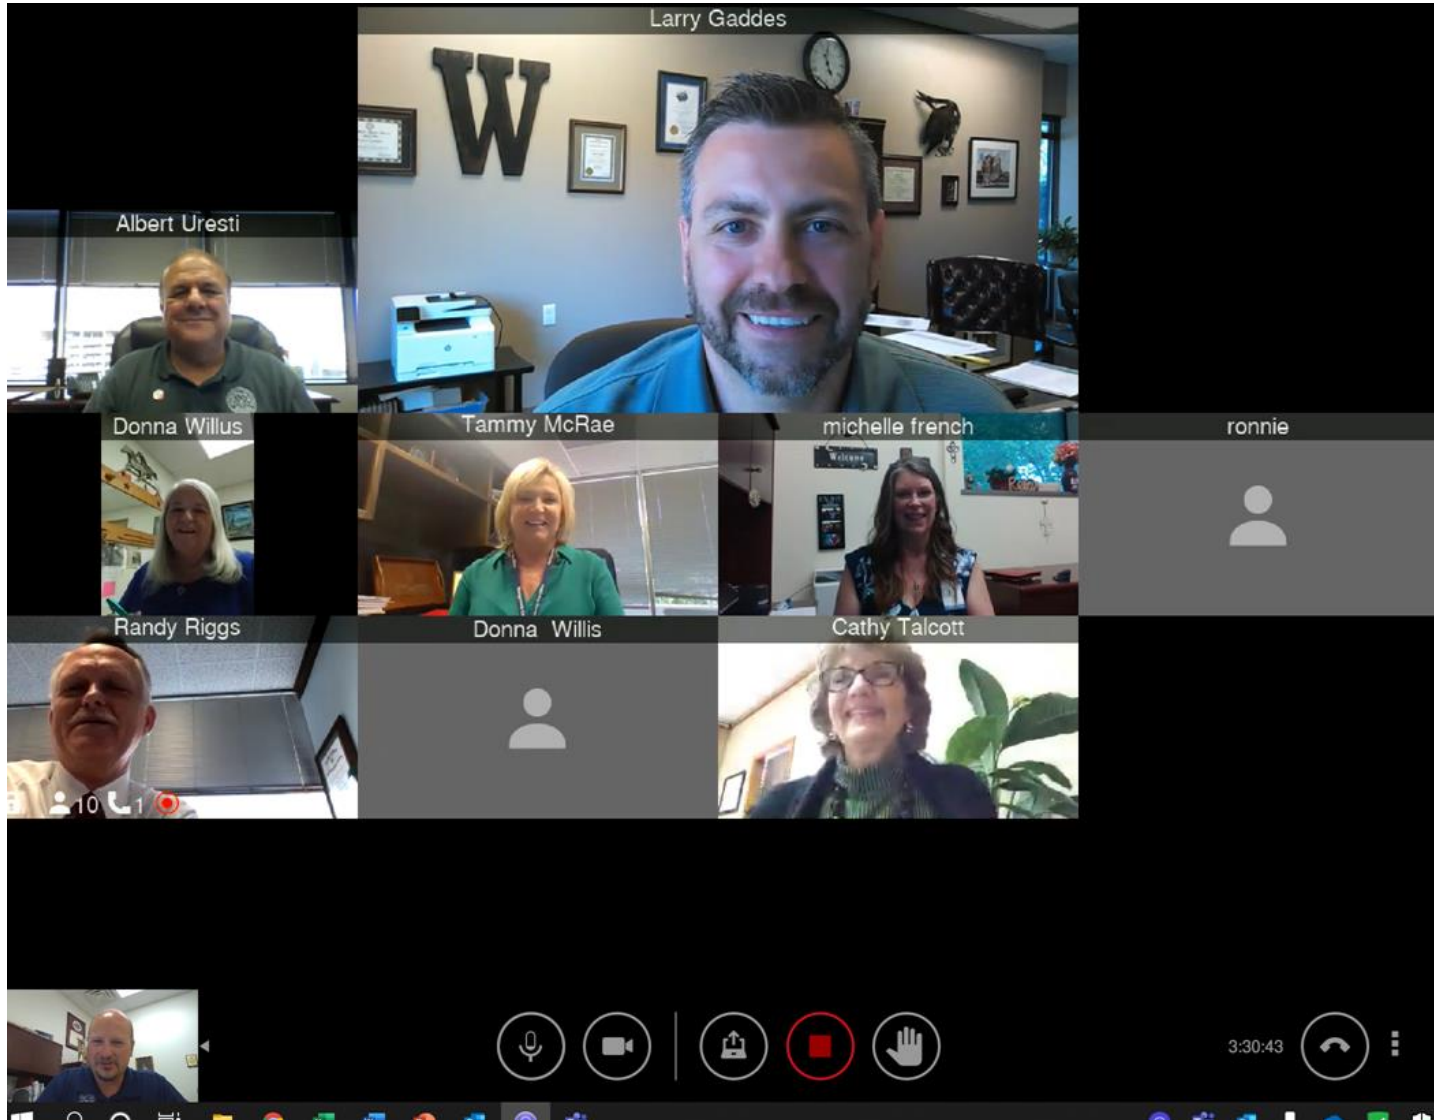 Larry Gaddes
W
Albert Uresti
Donna Willus
Tammy McRae
michelle french
Welcome
ronnie
Randy Riggs
Donna Willis
Cathy Talcott
10
1
3:30:43